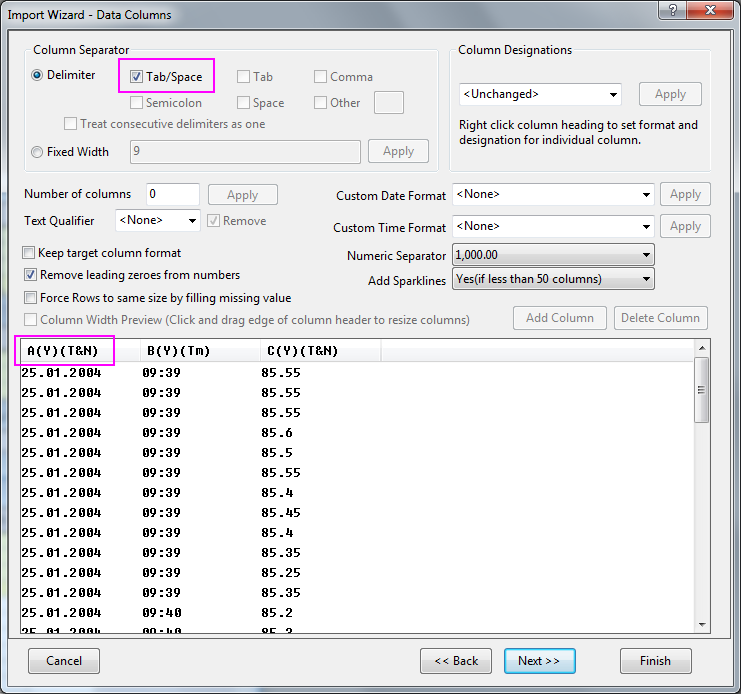 Import Wizard - Data Columns
Column Separator
Delimiter Tab/Space Tab Comma
Semicolon Space Other
Treat consecutive delimiters as one
Fixed Width 9 Apply
Column Designations
<Unchanged> Apply
Right click column heading to set format and
designation for individual column.
Number of columns 0 Apply
Text Qualifier <None> Remove
Custom Date Format <None> Apply
Custom Time Format <None> Apply
Numeric Separator 1,000.00
Add Sparklines Yes(if less than 50 columns)
Keep target column format
Remove leading zeroes from numbers
Force Rows to same size by filling missing value
Column Width Preview (Click and drag edge of column header to resize columns)
Add Column Delete Column
A(Y)(T&N) B(Y)(Tm) C(Y)(T&N)
25.01.2004 09:39 85.55
25.01.2004 09:39 85.55
25.01.2004 09:39 85.55
25.01.2004 09:39 85.6
25.01.2004 09:39 85.5
25.01.2004 09:39 85.55
25.01.2004 09:39 85.4
25.01.2004 09:39 85.45
25.01.2004 09:39 85.4
25.01.2004 09:39 85.35
25.01.2004 09:39 85.25
25.01.2004 09:39 85.35
25.01.2004 09:40 85.2
25.01.2004 09:40 85.3
Cancel << Back Next >> Finish